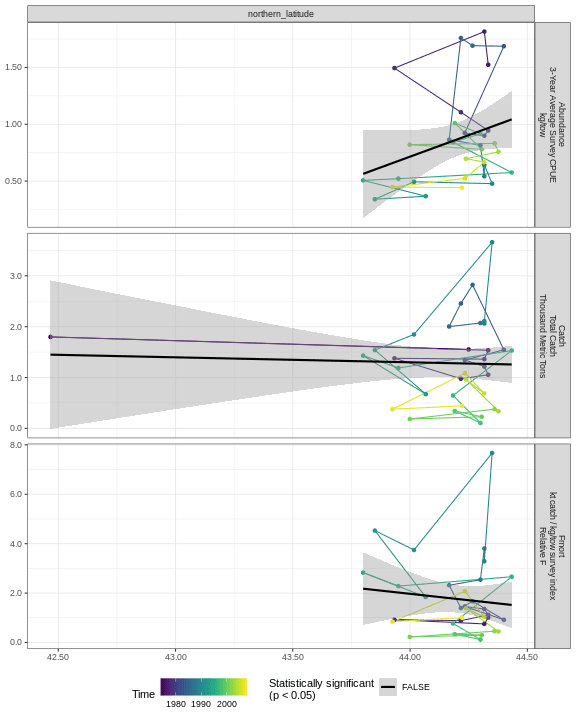 northern_latitude
1.50
1.00
0.50
Abundance
3-Year Average Survey CPUE
kg/tow
3.0
2.0
1.0
0.0
Catch
Total Catch
Thousand Metric Tons
8.0
6.0
4.0
2.0
0.0
Fmort
kt catch / kg/tow survey index
Relative F
42.50
43.00
43.50
44.00
44.50
Time
1980 1990 2000
Statistically significant
(p < 0.05)
FALSE